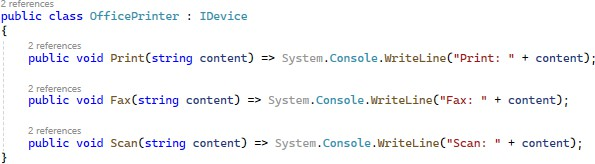 2 references
public class OfficePrinter : IDevice
{
2 references
public void Print(string content) => System.Console.WriteLine("Print: " + content);
2 references
public void Fax(string content) => System.Console.WriteLine("Fax: " + content);
2 references
public void Scan(string content) => System.Console.WriteLine("Scan: " + content);
}